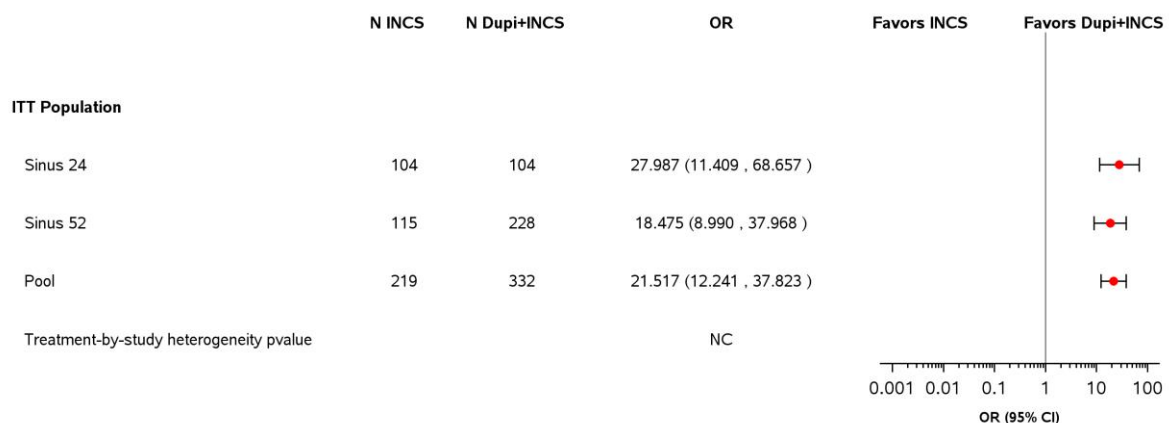 N INCS N Dupi+INCS OR Favors INCS Favors Dupi+INCS
ITT Population
Sinus 24 104 104 27.987 (11.409 , 68.657 )
Sinus 52 115 228 18.475 (8.990 , 37.968 )
Pool 219 332 21.517 (12.241 , 37.823 )
Treatment-by-study heterogeneity pvalue NC
0.001 0.01 0.1 1 10 100
OR (95% CI)